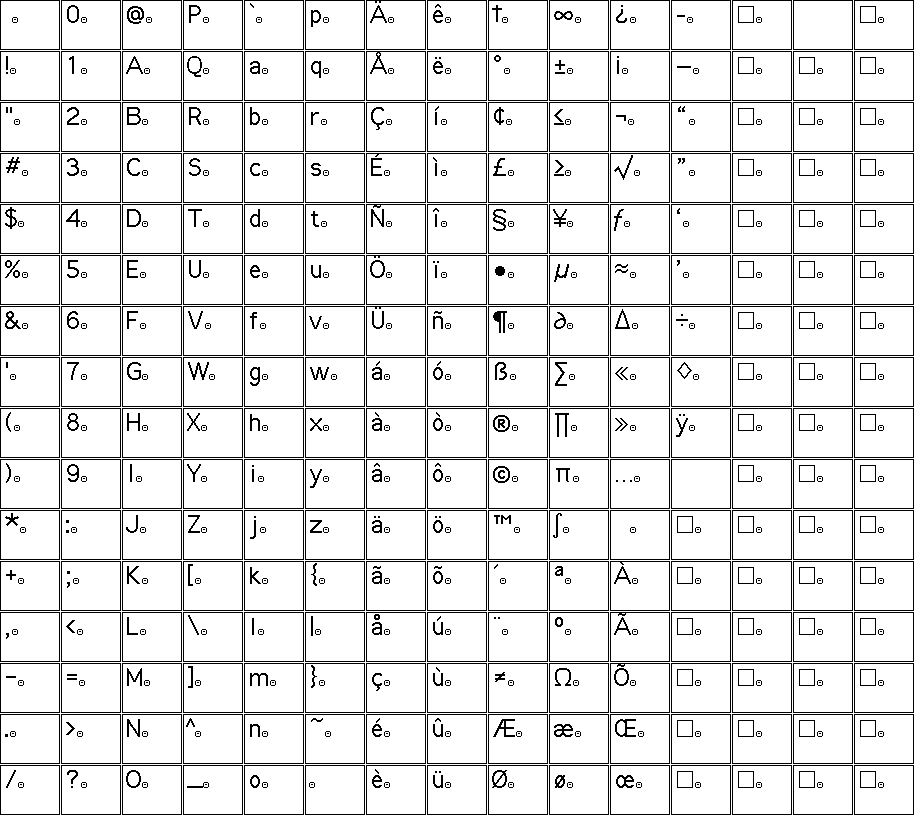 0 @ P ` p Ä ê † ∞ ¿ –
! 1 A Q a q Å ë ° ± ¡ —
" 2 B R b r Ç í ¢ ≤ ¬ “
# 3 C S c s É ì £ ≥ √ ”
$ 4 D T d t Ñ î § ¥ ƒ ‘
% 5 E U e u Ö ï • µ ≈ ’
& 6 F V f v Ü ñ ¶ ∂ ∆ ÷
' 7 G W g w á ó ß ∑ « ◊
( 8 H X h x à ò ® ∏ » ÿ
) 9 I Y i y â ô © π …
* : J Z j z ä ö ™ ∫
+ ; K [ k { ã õ ´ ª À
, < L \ l | å ú ¨ º Ã
- = M ] m } ç ù ≠ Ω Õ
. > N ^ n ~ é û Æ æ Œ
/ ? O _ o è ü Ø ø œ